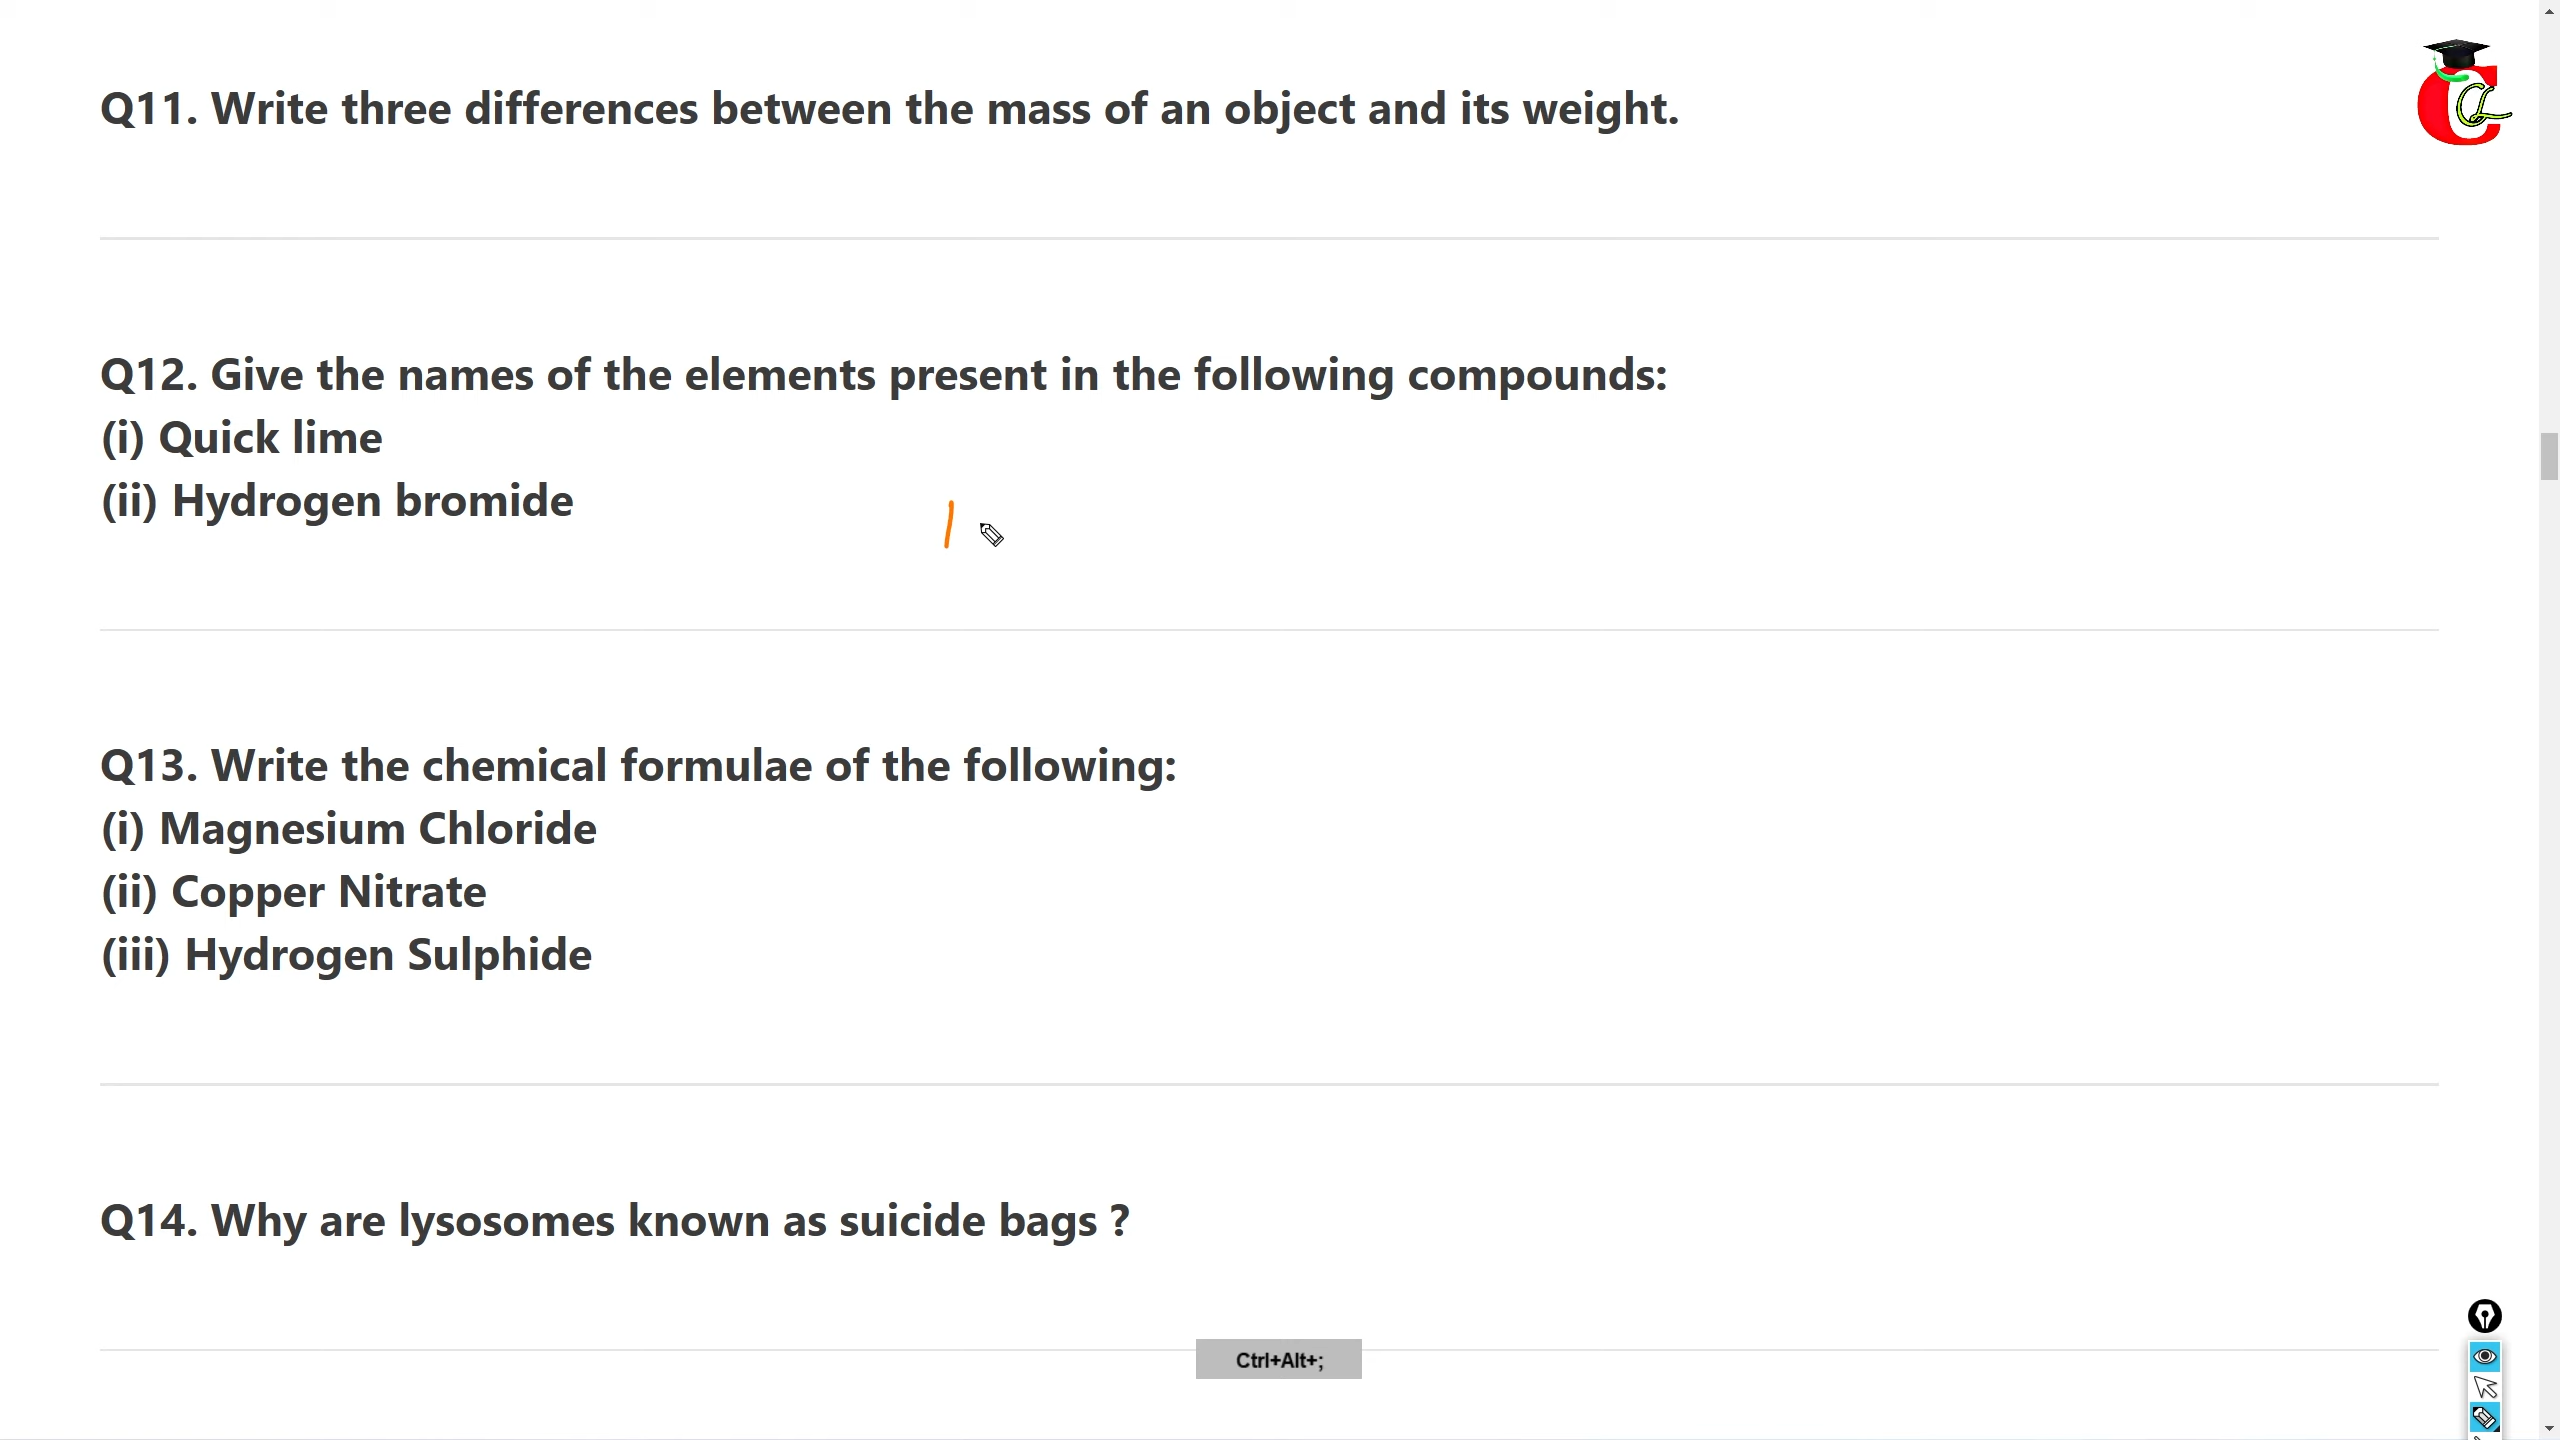 Q11. Write three differences between the mass of an object and its weight.
Q12. Give the names of the elements present in the following compounds:
(i) Quick lime
(ii) Hydrogen bromide
Q13. Write the chemical formulae of the following:
(i) Magnesium Chloride
(ii) Copper Nitrate
(iii) Hydrogen Sulphide
Q14. Why are lysosomes known as suicide bags ?
Ctrl+Alt+;